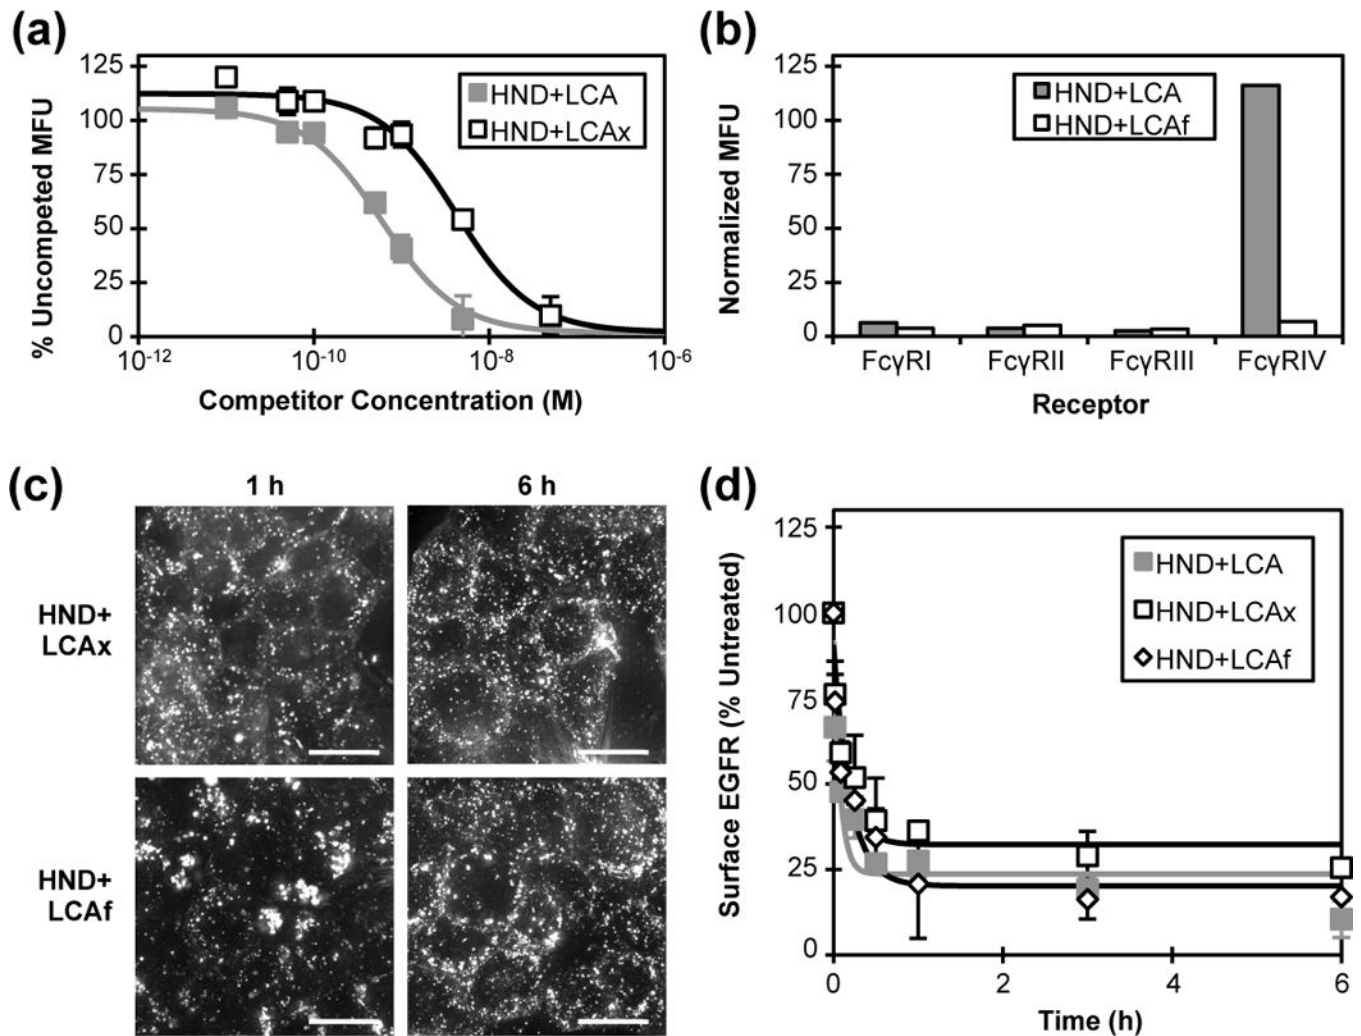 (a)
125
100
75
50
25
0
10-12
10-10
10-8
10-6
% Uncompeted MFU
Competitor Concentration (M)
HND+LCA
HND+LCAx
(b)
125
100
75
50
25
0
Normalized MFU
HND+LCA
HND+LCAf
FcγRI
FcγRII
FcγRIII
FcγRIV
Receptor
(c)
1 h
6 h
HND+
LCAx
HND+
LCAf
(d)
125
100
75
50
25
0
Surface EGFR (% Untreated)
HND+LCA
HND+LCAx
HND+LCAf
0
2
4
6
Time (h)